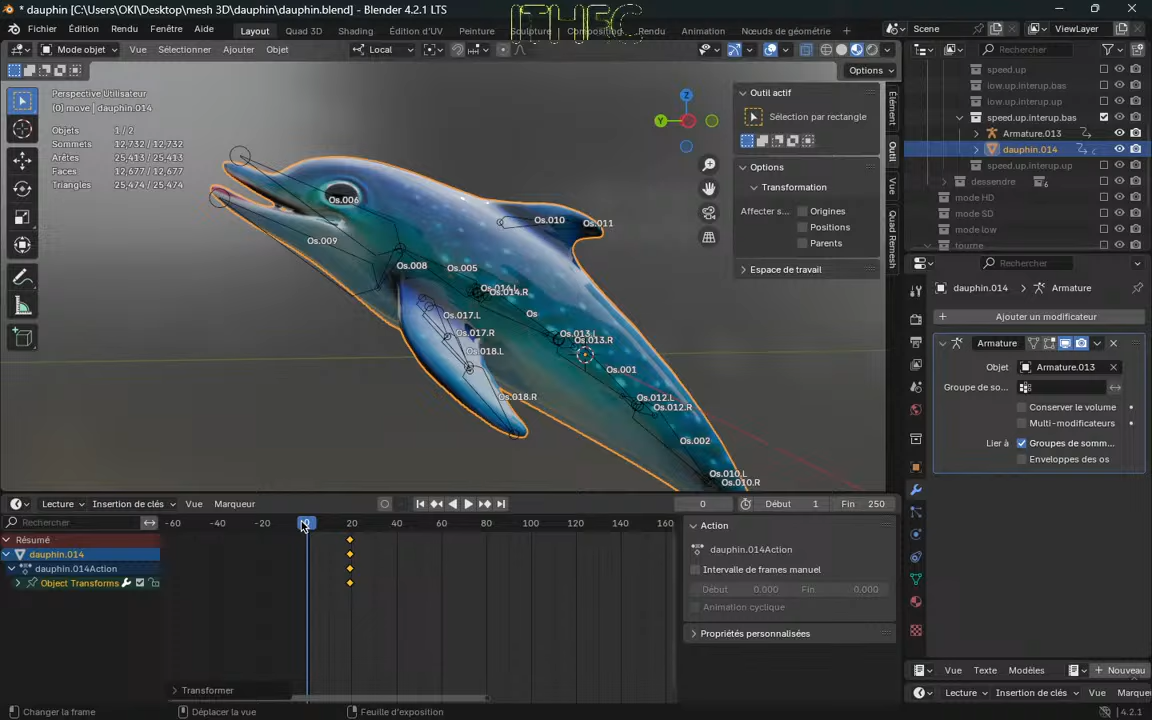 * dauphin [C:\Users\OKI\Desktop\mesh 3D\dauphin\dauphin.blend] - Blender 4.2.1 LTS
Fichier Édition Rendu Fenêtre Aide Layout Quad 3D Shading Édition d'UV Peinture Sculpture Compositing Rendu Animation Nœuds de géométrie Scene ViewLayer
Mode objet Vue Sélectionner Ajouter Objet Local Rechercher
Options
Perspective Utilisateur
(0) move | dauphin.014
Objets 1 / 2
Sommets 12,732 / 12,732
Arêtes 25,413 / 25,413
Faces 12,677 / 12,677
Triangles 25,474 / 25,474
X
Y
Z
Os.006
Os.009
Os.008
Os.005
Os.010
Os.011
Os.014.R
Os
Os.017.L
Os.017.R
Os.018.L
Os.018.R
Os.013.L
Os.013.R
Os.001
Os.012.L
Os.012.R
Os.002
Os.010.L
Os.010.R
Outil actif
Sélection par rectangle
Options
Transformation
Affecter s... Origines
Positions
Parents
Espace de travail
Élément
Outil
Vue
Quad Remesh
speed.up
low.up.interup.bas
low.up.interup.up
speed.up.interup.bas
Armature.013
dauphin.014
speed.up.interup.up
dessendre 6
mode HD
mode SD
mode low
tourne
Rechercher
dauphin.014 > Armature
Ajouter un modificateur
Armature
Objet Armature.013
Groupe de so...
Conserver le volume
Multi-modificateurs
Lier à Groupes de somm...
Enveloppes des os
Vue Texte Modèles Nouveau
Lecture Insertion de clés Vue Marque
Lecture Insertion de clés Vue Marqueur 0 Début 1 Fin 250
Rechercher -60 -40 -20 0 20 40 60 80 100 120 140 160
Résumé
dauphin.014
dauphin.014Action
Object Transforms
Transformer
Action
dauphin.014Action
Intervalle de frames manuel
Début 0.000 Fin 0.000
Animation cyclique
Propriétés personnalisées
Changer la frame Déplacer la vue Feuille d'exposition 4.2.1